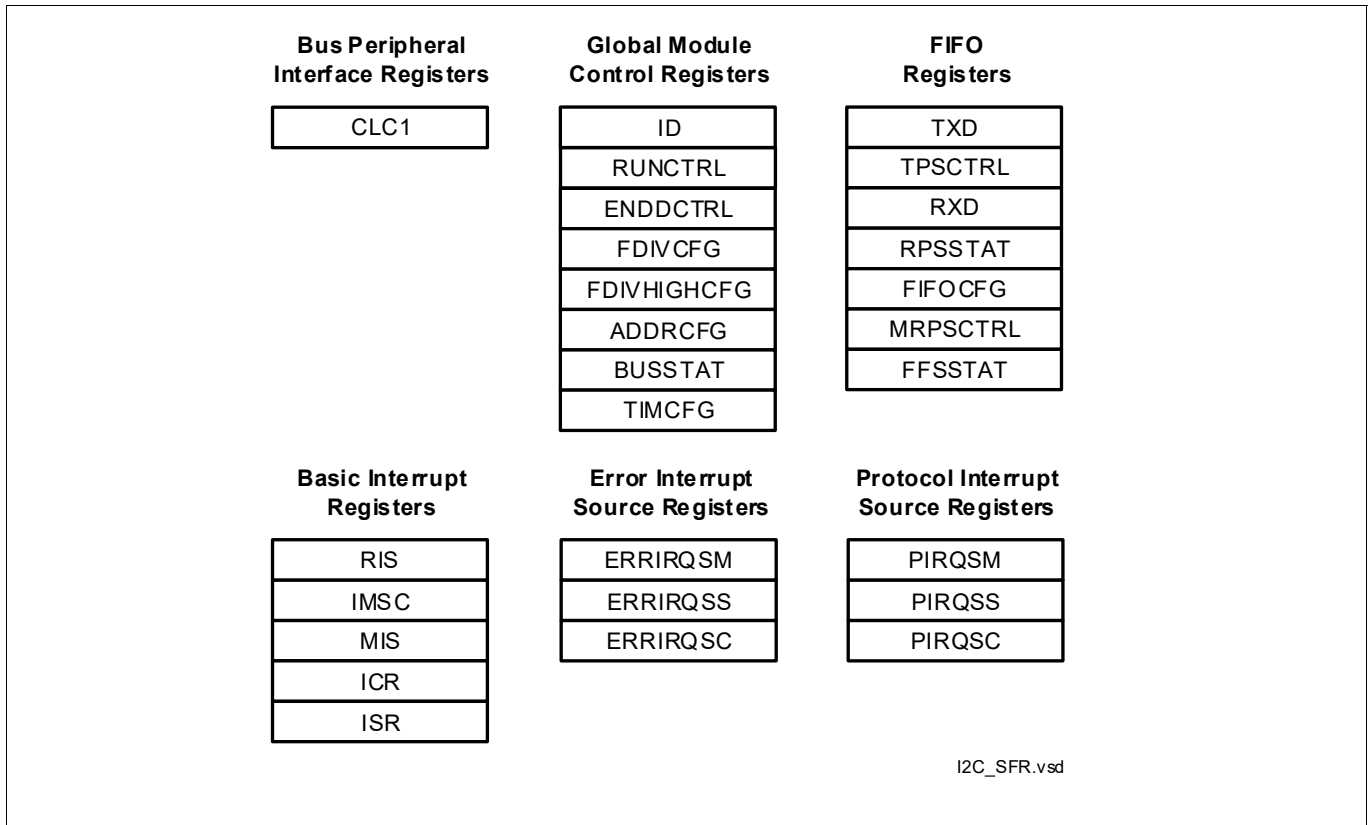 Bus Peripheral
Interface Registers
CLC1
Global Module
Control Registers
ID
RUNCTRL
ENDDCTRL
FDIVCFG
FDIVHIGHCFG
ADDRCFG
BUSSTAT
TIMCFG
FIFO
Registers
TXD
TPSCTRL
RXD
RPSSTAT
FIFOCFG
MRPSCTRL
FFSSTAT
Basic Interrupt
Registers
RIS
IMSC
MIS
ICR
ISR
Error Interrupt
Source Registers
ERRIRQSM
ERRIRQSS
ERRIRQSC
Protocol Interrupt
Source Registers
PIRQSM
PIRQSS
PIRQSC
I2C_SFR.vsd